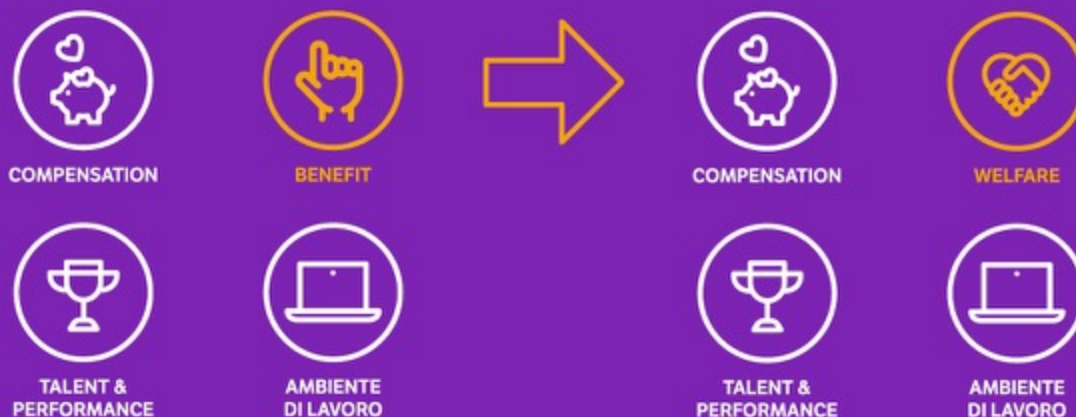 COMPENSATION
BENEFIT
COMPENSATION
WELFARE
TALENT &
PERFORMANCE
AMBIENTE
DI LAVORO
TALENT &
PERFORMANCE
AMBIENTE
DI LAVORO